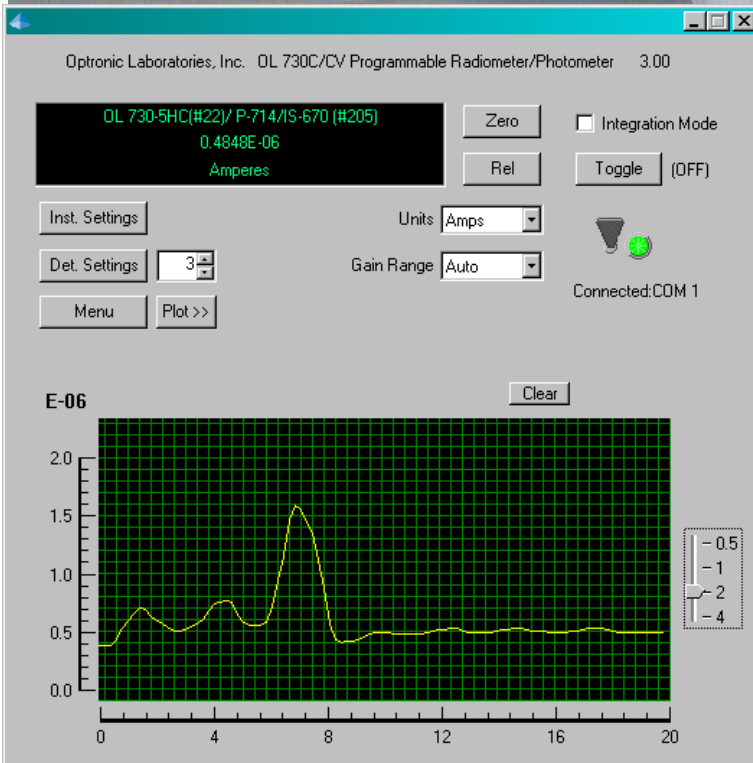 Optronic Laboratories, Inc. OL 730C/CV Programmable Radiometer/Photometer 3.00
OL 730-5HC(#22)/ P-714/IS-670 (#205)
0.4848E-06
Amperes
Zero
Integration Mode
Rel
Toggle (OFF)
Inst. Settings
Units Amps
Det. Settings 3
Gain Range Auto
Menu Plot >>
Connected:COM 1
Clear
E-06
2.0
1.5
1.0
0.5
0.0
0 4 8 12 16 20
0.5
1
2
4